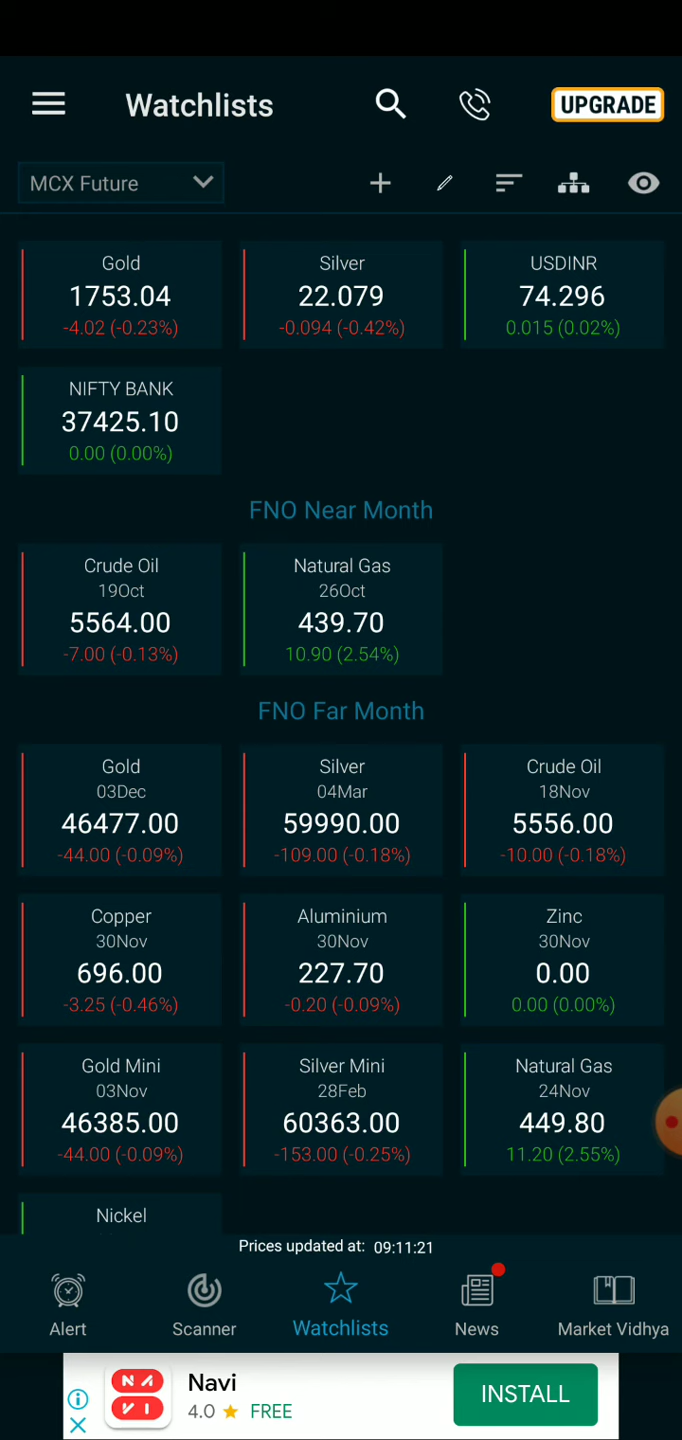 Watchlists
UPGRADE
MCX Future
Gold
1753.04
-4.02 (-0.23%)
Silver
22.079
-0.094 (-0.42%)
USDINR
74.296
0.015 (0.02%)
NIFTY BANK
37425.10
0.00 (0.00%)
FNO Near Month
Crude Oil
19Oct
5564.00
-7.00 (-0.13%)
Natural Gas
26Oct
439.70
10.90 (2.54%)
FNO Far Month
Gold
03Dec
46477.00
-44.00 (-0.09%)
Silver
04Mar
59990.00
-109.00 (-0.18%)
Crude Oil
18Nov
5556.00
-10.00 (-0.18%)
Copper
30Nov
696.00
-3.25 (-0.46%)
Aluminium
30Nov
227.70
-0.20 (-0.09%)
Zinc
30Nov
0.00
0.00 (0.00%)
Gold Mini
03Nov
46385.00
-44.00 (-0.09%)
Silver Mini
28Feb
60363.00
-153.00 (-0.25%)
Natural Gas
24Nov
449.80
11.20 (2.55%)
Nickel
Prices updated at: 09:11:21
Alert
Scanner
Watchlists
News
Market Vidhya
NAVI
Navi
4.0 ★ FREE
INSTALL